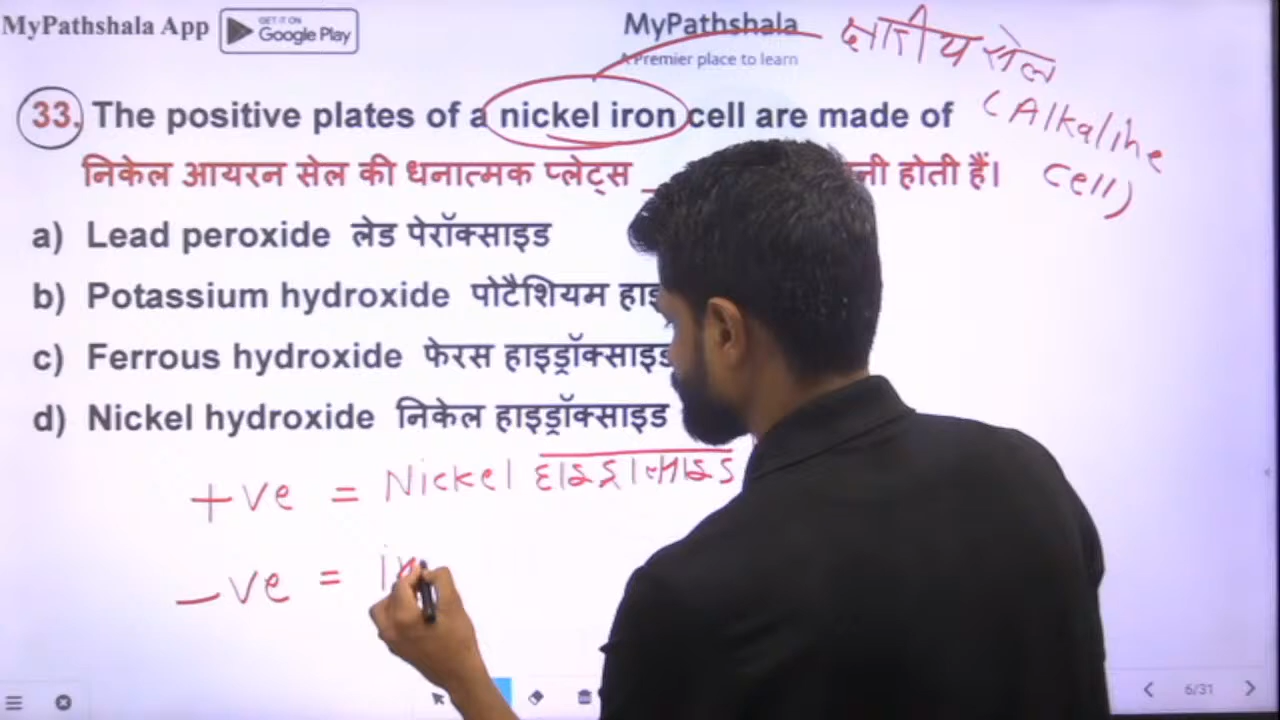 MyPathshala App
GET IT ON
Google Play
MyPathshala
A Premier place to learn
क्षारीय सेल
(Alkaline
Cell)
33. The positive plates of a nickel iron cell are made of
निकेल आयरन सेल की धनात्मक प्लेट्स _ नी होती हैं।
a) Lead peroxide लेड पेरॉक्साइड
b) Potassium hydroxide पोटैशियम हाइ
c) Ferrous hydroxide फेरस हाइड्रॉक्साइड
d) Nickel hydroxide निकेल हाइड्रॉक्साइड
+ve = Nickel हाइड्राक्साइड
-ve = i
6/31